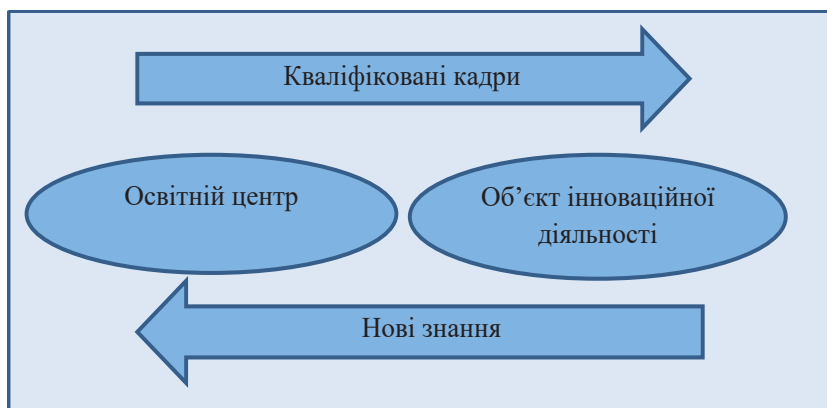 Кваліфіковані кадри
Освітній центр
Об’єкт інноваційної
діяльності
Нові знання